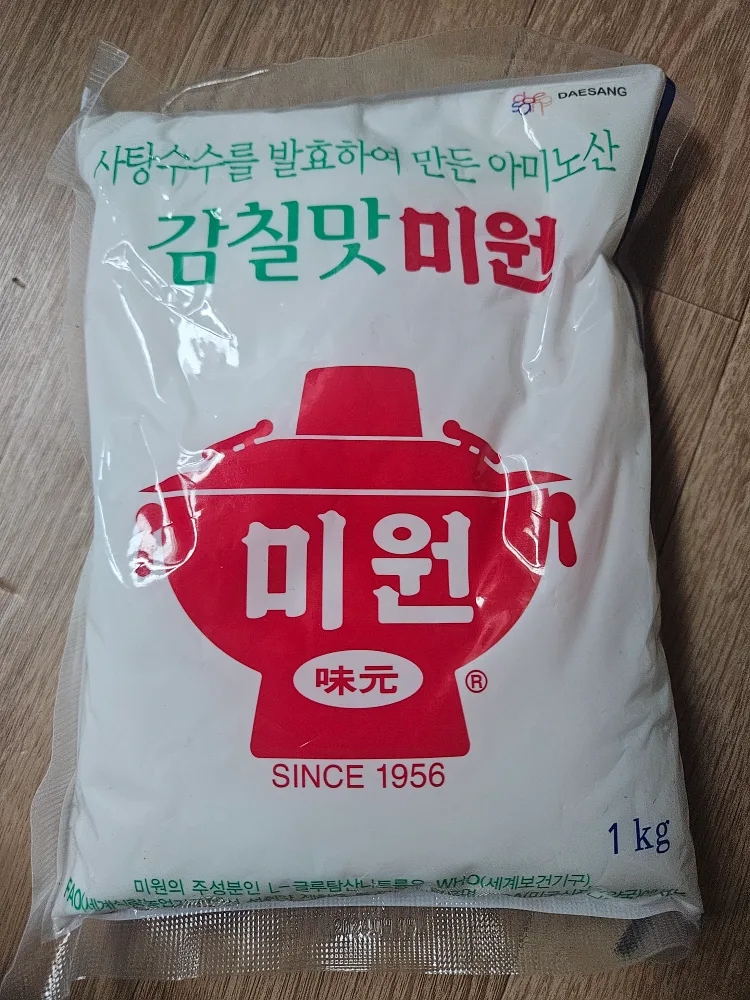 DAESANG
사탕수수를 발효하여 만든 아미노산
감칠맛 미원
미원
味元 ®
SINCE 1956
1 kg
미원의 주성분인 L-글루탐산나트륨은 WHO(세계보건기구)